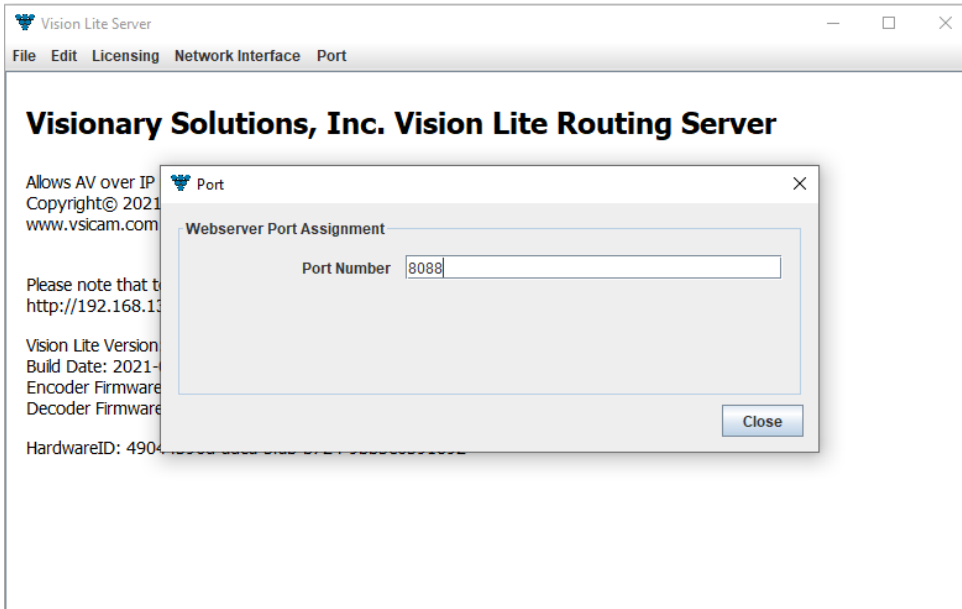 Vision Lite Server
File Edit Licensing Network Interface Port
Visionary Solutions, Inc. Vision Lite Routing Server
Allows AV over IP
Copyright© 2021
www.vsicam.com
Port
Webserver Port Assignment
Port Number 8088
Close
Please note that
http://192.168.13
Vision Lite Version
Build Date: 2021-
Encoder Firmware
Decoder Firmware
HardwareID: